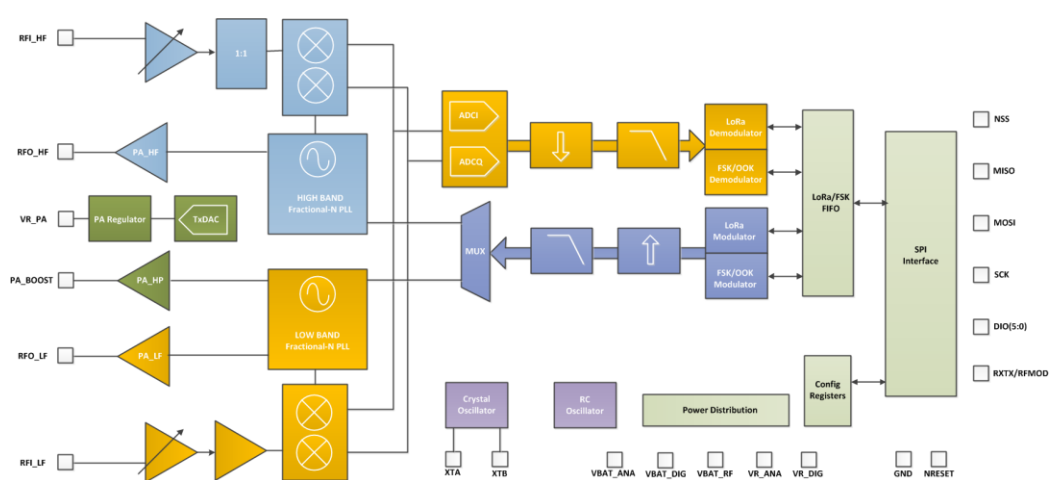 RFI_HF
1:1
RFO_HF
PA_HF
HIGH BAND
Fractional-N PLL
VR_PA
PA Regulator
TxDAC
PA_BOOST
PA_HP
RFO_LF
PA_LF
LOW BAND
Fractional-N PLL
RFI_LF
ADCI
ADCQ
MUX
LoRa
Demodulator
FSK/OOK
Demodulator
LoRa
Modulator
FSK/OOK
Modulator
LoRa/FSK
FIFO
SPI
Interface
NSS
MISO
MOSI
SCK
DIO(5:0)
RXTX/RFMOD
Crystal
Oscillator
RC
Oscillator
Power Distribution
Config
Registers
XTA
XTB
VBAT_ANA
VBAT_DIG
VBAT_RF
VR_ANA
VR_DIG
GND
NRESET